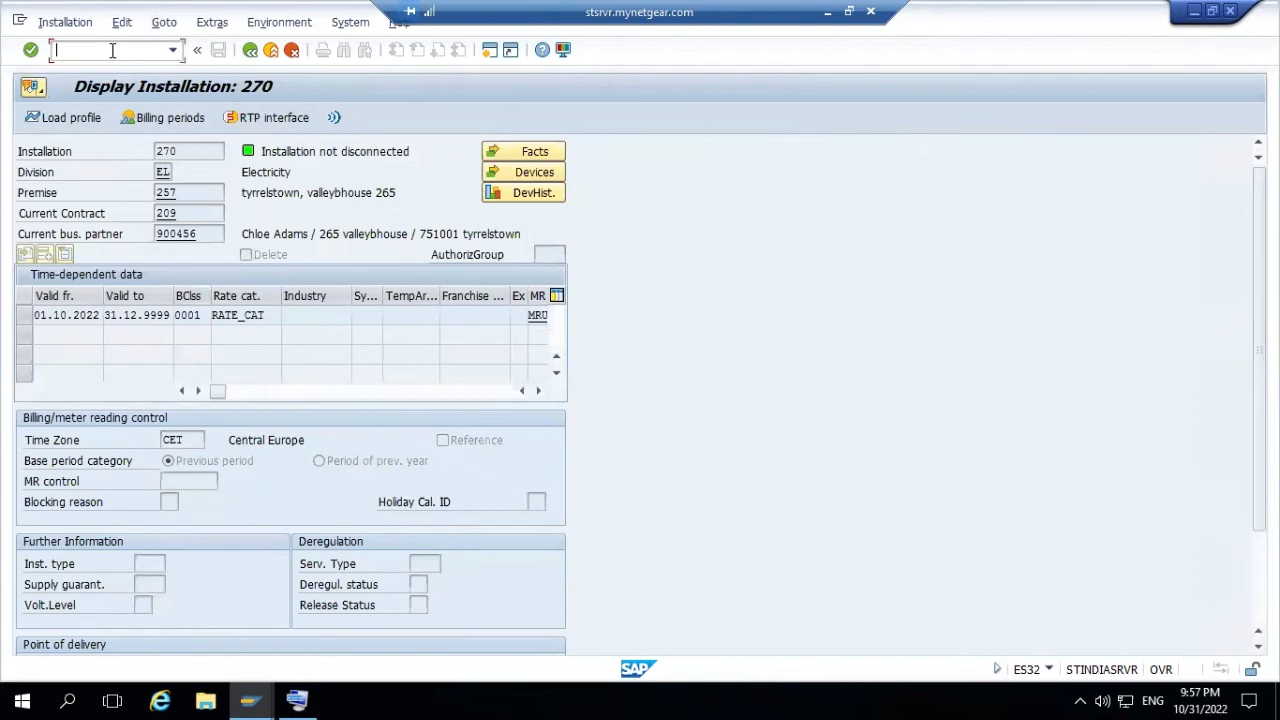 stsrvr.mynetgear.com
Installation Edit Goto Extras Environment System Help
Display Installation: 270
Load profile Billing periods RTP interface
Installation 270 Installation not disconnected Facts
Division EL Electricity Devices
Premise 257 tyrrelstown, valleybhouse 265 DevHist.
Current Contract 209
Current bus. partner 900456 Chloe Adams / 265 valleybhouse / 751001 tyrrelstown
Delete AuthorizGroup
Time-dependent data
Valid fr. Valid to BClss Rate cat. Industry Sy... TempAr... Franchise ... Ex MR
01.10.2022 31.12.9999 0001 RATE_CAT MRU
Billing/meter reading control
Time Zone CET Central Europe Reference
Base period category Previous period Period of prev. year
MR control
Blocking reason Holiday Cal. ID
Further Information Deregulation
Inst. type Serv. Type
Supply guarant. Deregul. status
Volt.Level Release Status
Point of delivery
SAP ES32 STINDIASRVR OVR
ENG 9:57 PM
10/31/2022